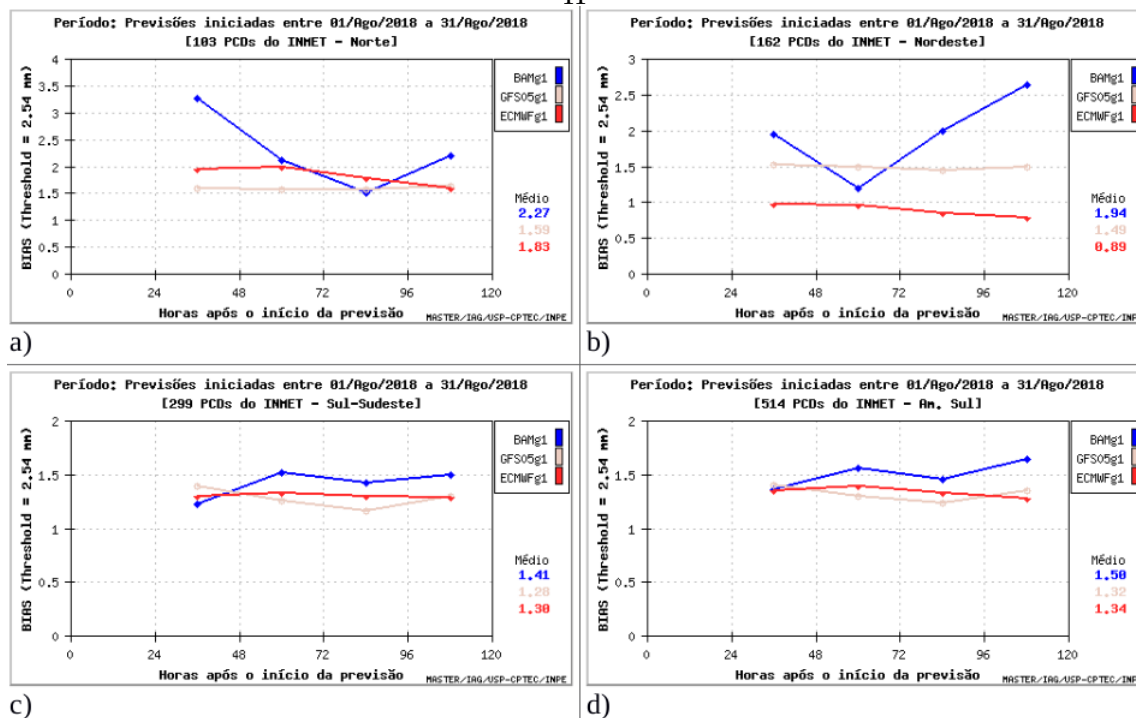 Período: Previsões iniciadas entre 01/Ago/2018 a 31/Ago/2018
[103 PCDs do INMET - Norte]
BIAS (Threshold = 2.54 mm)
4
3.5
3
2.5
2
1.5
1
0.5
0
0 24 48 72 96 120
Horas após o início da previsão
BAMg1
GFS05g1
ECMWFg1
Médio
2.27
1.59
1.83
MASTER/IAG/USP-CPTEC/INPE
a)
Período: Previsões iniciadas entre 01/Ago/2018 a 31/Ago/2018
[162 PCDs do INMET - Nordeste]
BIAS (Threshold = 2.54 mm)
3
2.5
2
1.5
1
0.5
0
0 24 48 72 96 120
Horas após o início da previsão
BAMg1
GFS05g1
ECMWFg1
Médio
1.94
1.49
0.89
MASTER/IAG/USP-CPTEC/INPE
b)
Período: Previsões iniciadas entre 01/Ago/2018 a 31/Ago/2018
[299 PCDs do INMET - Sul-Sudeste]
BIAS (Threshold = 2.54 mm)
2
1.5
1
0.5
0
0 24 48 72 96 120
Horas após o início da previsão
BAMg1
GFS05g1
ECMWFg1
Médio
1.41
1.28
1.30
MASTER/IAG/USP-CPTEC/INPE
c)
Período: Previsões iniciadas entre 01/Ago/2018 a 31/Ago/2018
[514 PCDs do INMET - Am. Sul]
BIAS (Threshold = 2.54 mm)
2
1.5
1
0.5
0
0 24 48 72 96 120
Horas após o início da previsão
BAMg1
GFS05g1
ECMWFg1
Médio
1.50
1.32
1.34
MASTER/IAG/USP-CPTEC/INPE
d)